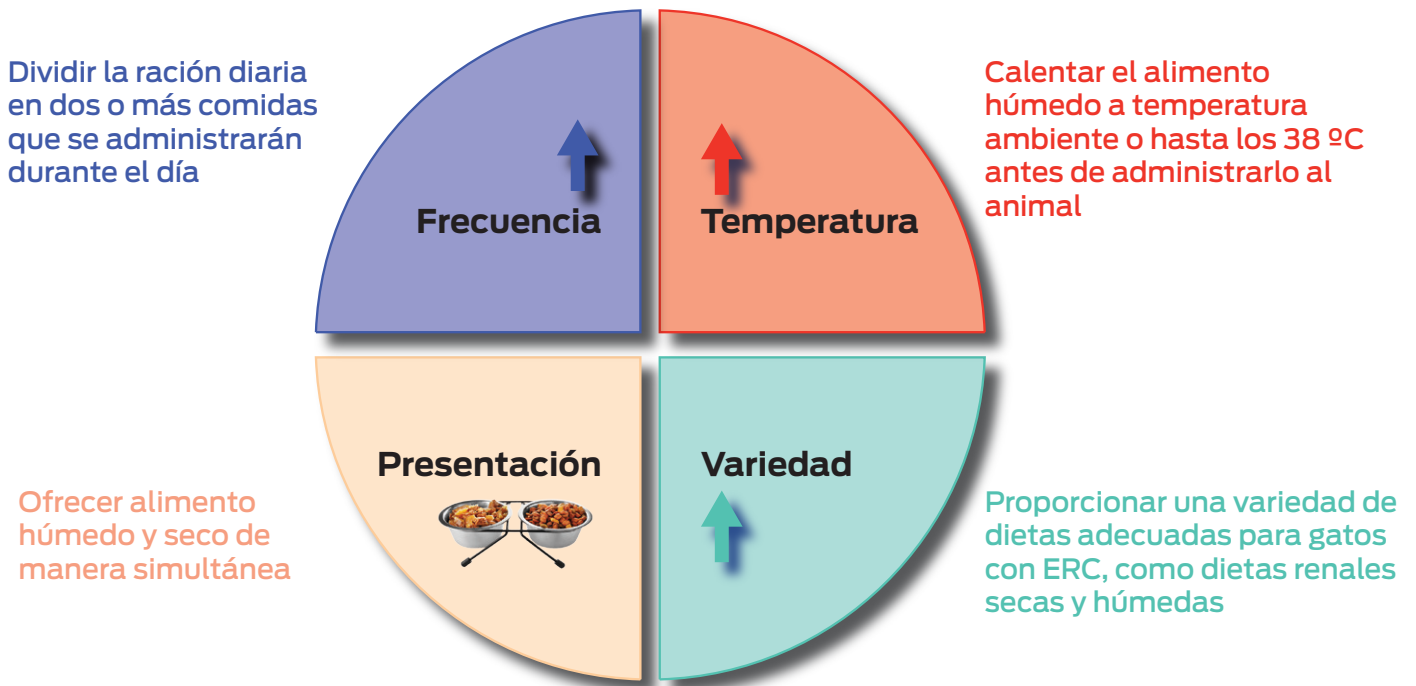 Dividir la ración diaria
en dos o más comidas
que se administrarán
durante el día
Frecuencia
Temperatura
Calentar el alimento
húmedo a temperatura
ambiente o hasta los 38 ºC
antes de administrarlo al
animal
Ofrecer alimento
húmedo y seco de
manera simultánea
Presentación
Variedad
Proporcionar una variedad de
dietas adecuadas para gatos
con ERC, como dietas renales
secas y húmedas